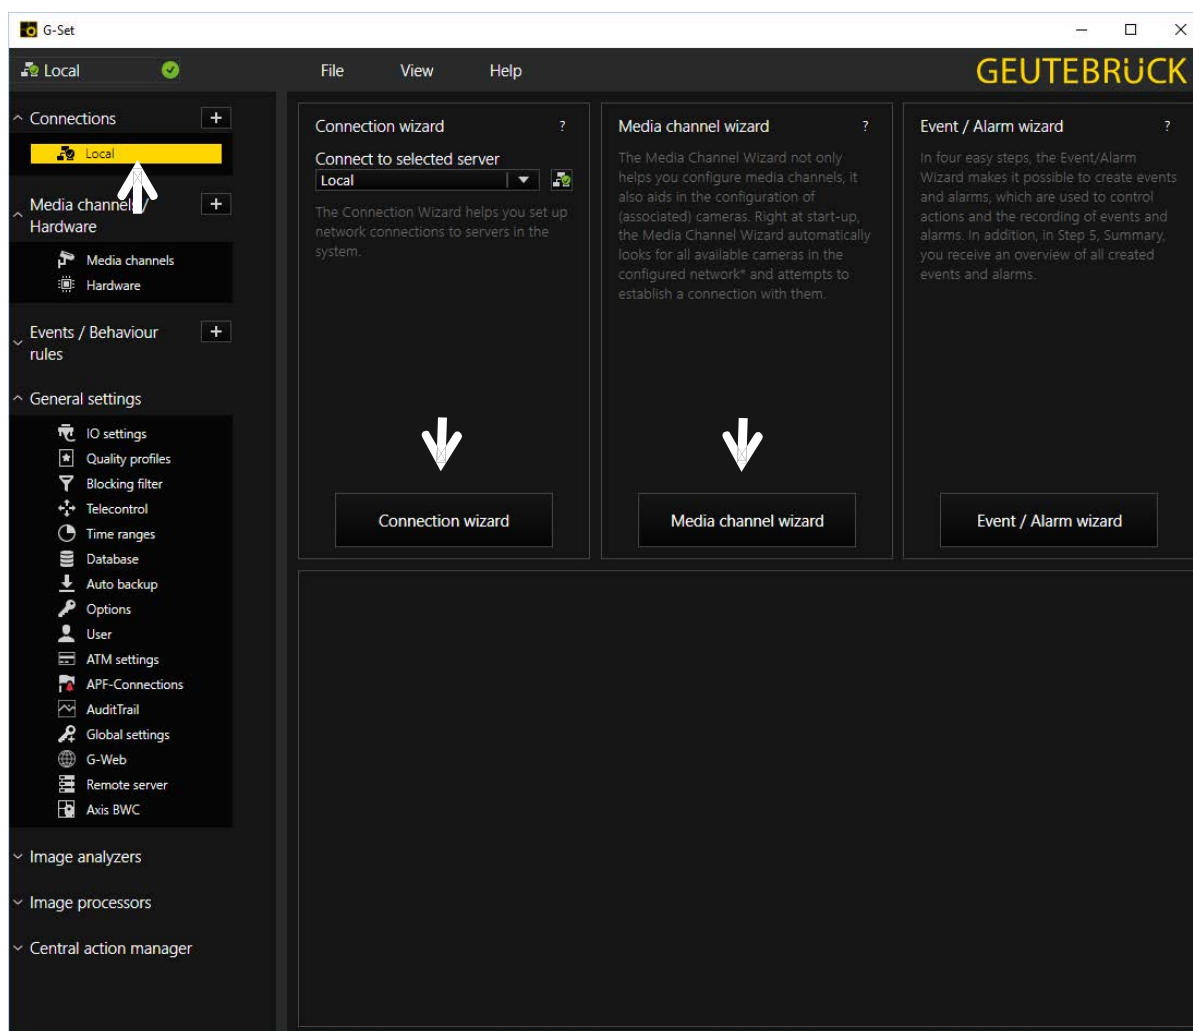 G-Set
Local
File
View
Help
GEUTEBRÜCK
Connections
+
Local
Media channels /
Hardware
+
Media channels
Hardware
Events / Behaviour
rules
+
General settings
IO settings
Quality profiles
Blocking filter
Telecontrol
Time ranges
Database
Auto backup
Options
User
ATM settings
APF-Connections
AuditTrail
Global settings
G-Web
Remote server
Axis BWC
Image analyzers
Image processors
Central action manager
Connection wizard
?
Connect to selected server
Local
The Connection Wizard helps you set up
network connections to servers in the
system.
Connection wizard
Media channel wizard
?
The Media Channel Wizard not only
helps you configure media channels, it
also aids in the configuration of
(associated) cameras. Right at start-up,
the Media Channel Wizard automatically
looks for all available cameras in the
configured network* and attempts to
establish a connection with them.
Media channel wizard
Event / Alarm wizard
?
In four easy steps, the Event/Alarm
Wizard makes it possible to create events
and alarms, which are used to control
actions and the recording of events and
alarms. In addition, in Step 5, Summary,
you receive an overview of all created
events and alarms.
Event / Alarm wizard